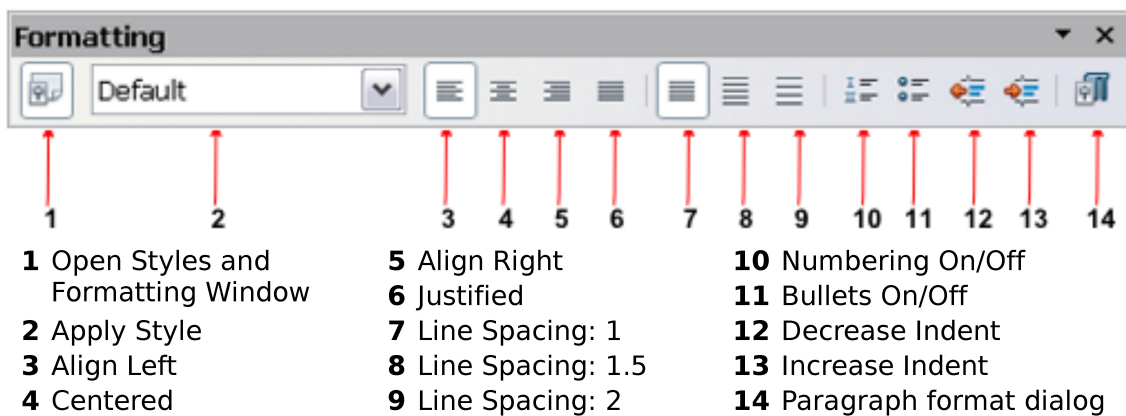 Formatting
Default
1 2 3 4 5 6 7 8 9 10 11 12 13 14
1 Open Styles and
Formatting Window
2 Apply Style
3 Align Left
4 Centered
5 Align Right
6 Justified
7 Line Spacing: 1
8 Line Spacing: 1.5
9 Line Spacing: 2
10 Numbering On/Off
11 Bullets On/Off
12 Decrease Indent
13 Increase Indent
14 Paragraph format dialog